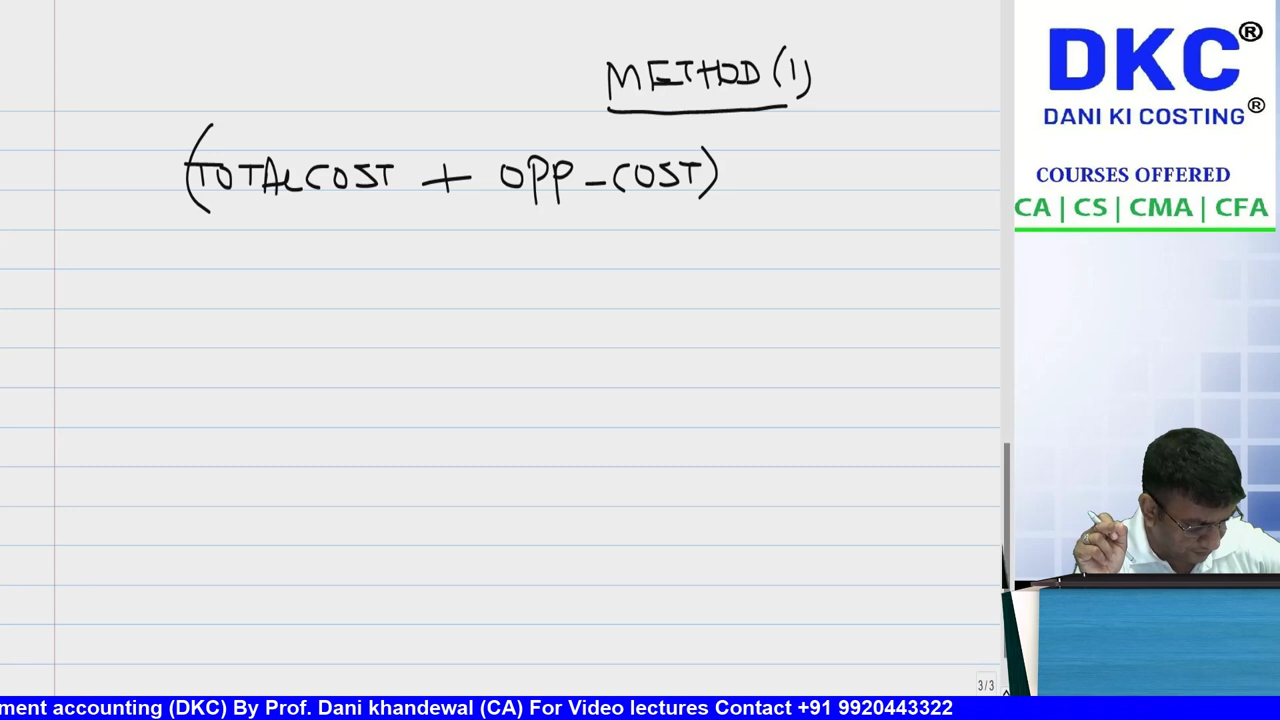 METHOD (1)
(TOTAL COST + OPP-COST)
DKC®
DANI KI COSTING®
COURSES OFFERED
CA | CS | CMA | CFA
3/3
ment accounting (DKC) By Prof. Dani khandewal (CA) For Video lectures Contact +91 9920443322